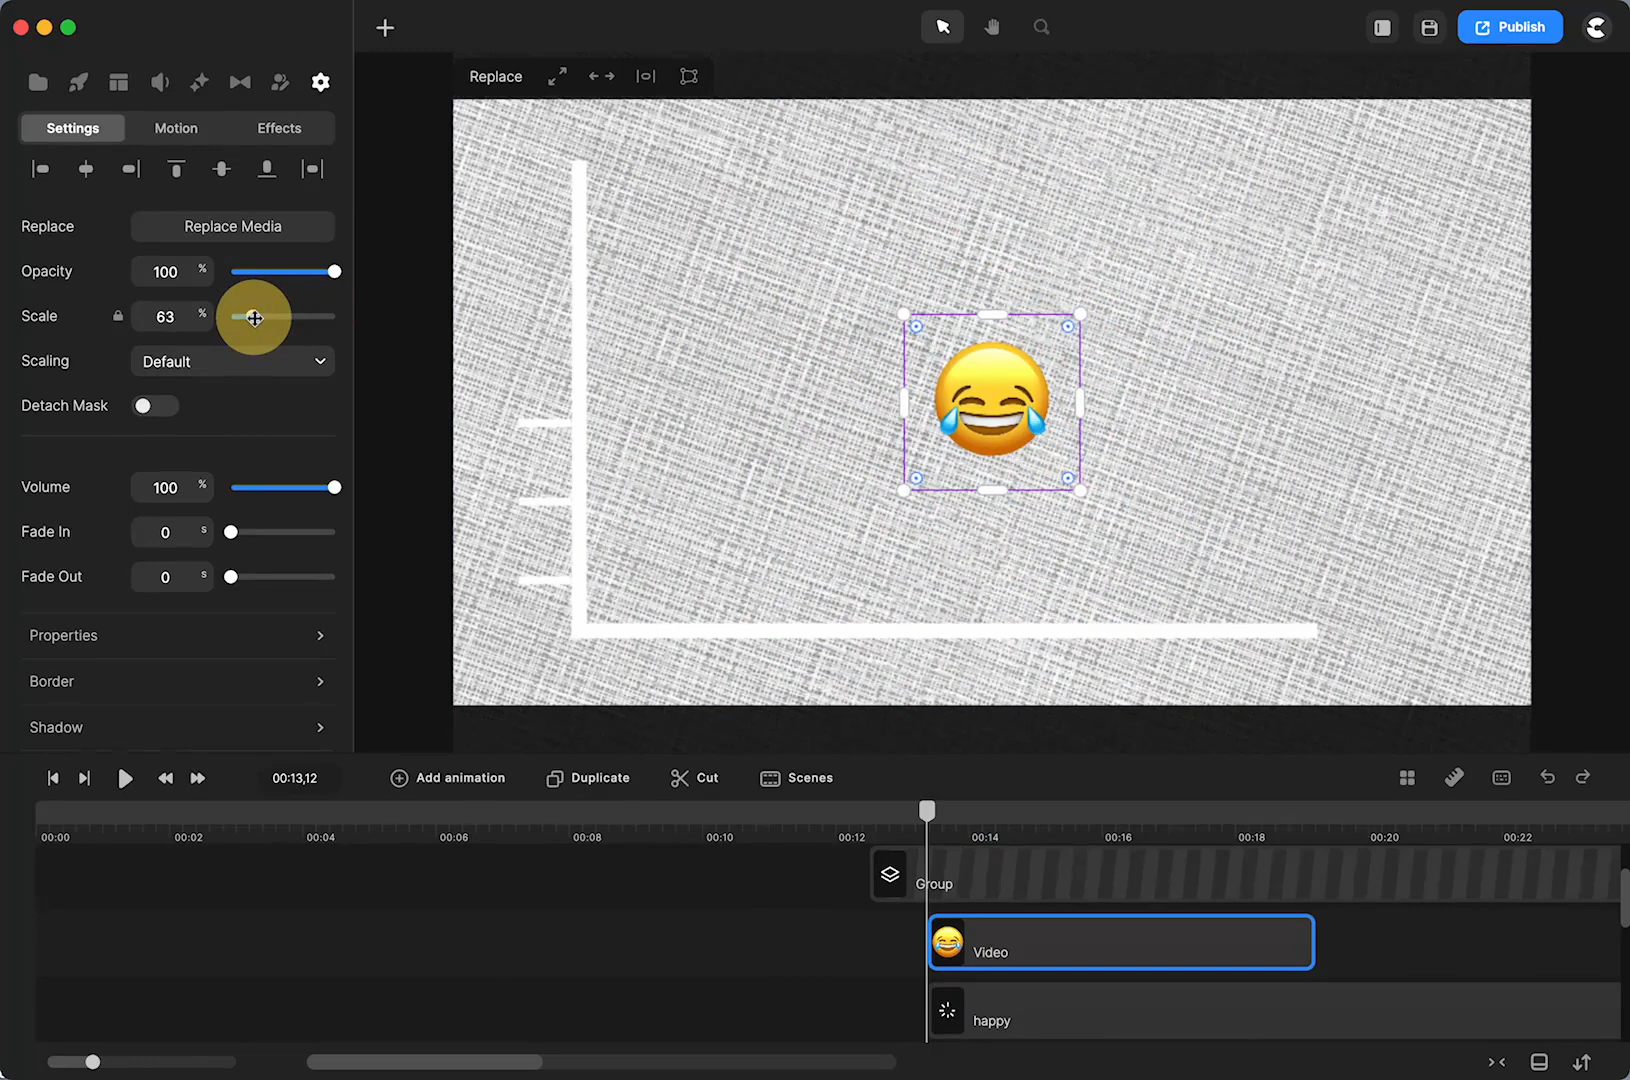 Publish
Replace
Settings Motion Effects
Replace Replace Media
Opacity 100 %
Scale 63 %
Scaling Default
Detach Mask
Volume 100 %
Fade In 0 s
Fade Out 0 s
Properties
Border
Shadow
00:13,12 Add animation Duplicate Cut Scenes
00:00 00:02 00:04 00:06 00:08 00:10 00:12 00:14 00:16 00:18 00:20 00:22
Group
Video
happy